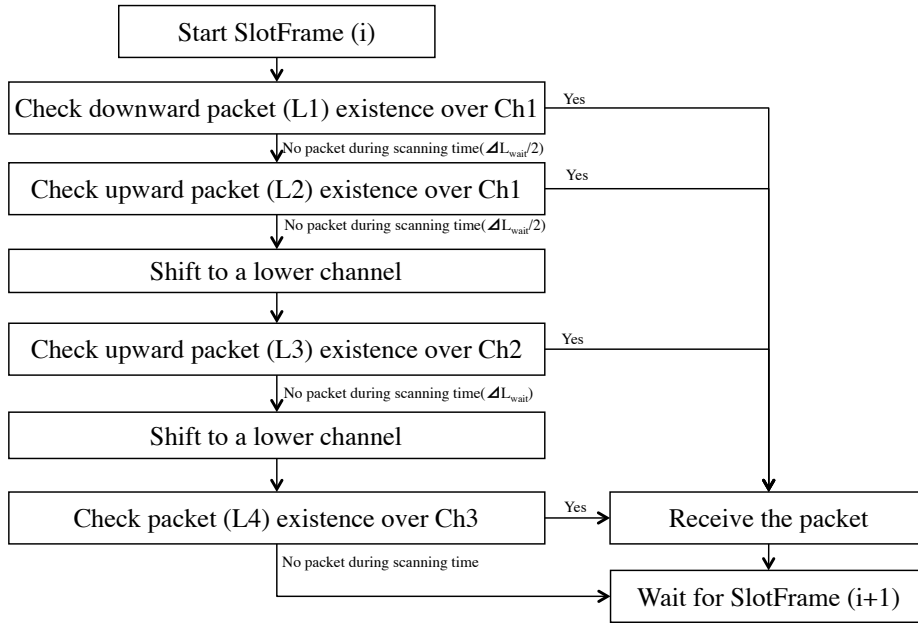 Start SlotFrame (i)
Check downward packet (L1) existence over Ch1
Yes
No packet during scanning time(⊿L_wait/2)
Check upward packet (L2) existence over Ch1
Yes
No packet during scanning time(⊿L_wait/2)
Shift to a lower channel
Check upward packet (L3) existence over Ch2
Yes
No packet during scanning time(⊿L_wait)
Shift to a lower channel
Check packet (L4) existence over Ch3
Yes
Receive the packet
No packet during scanning time
Wait for SlotFrame (i+1)